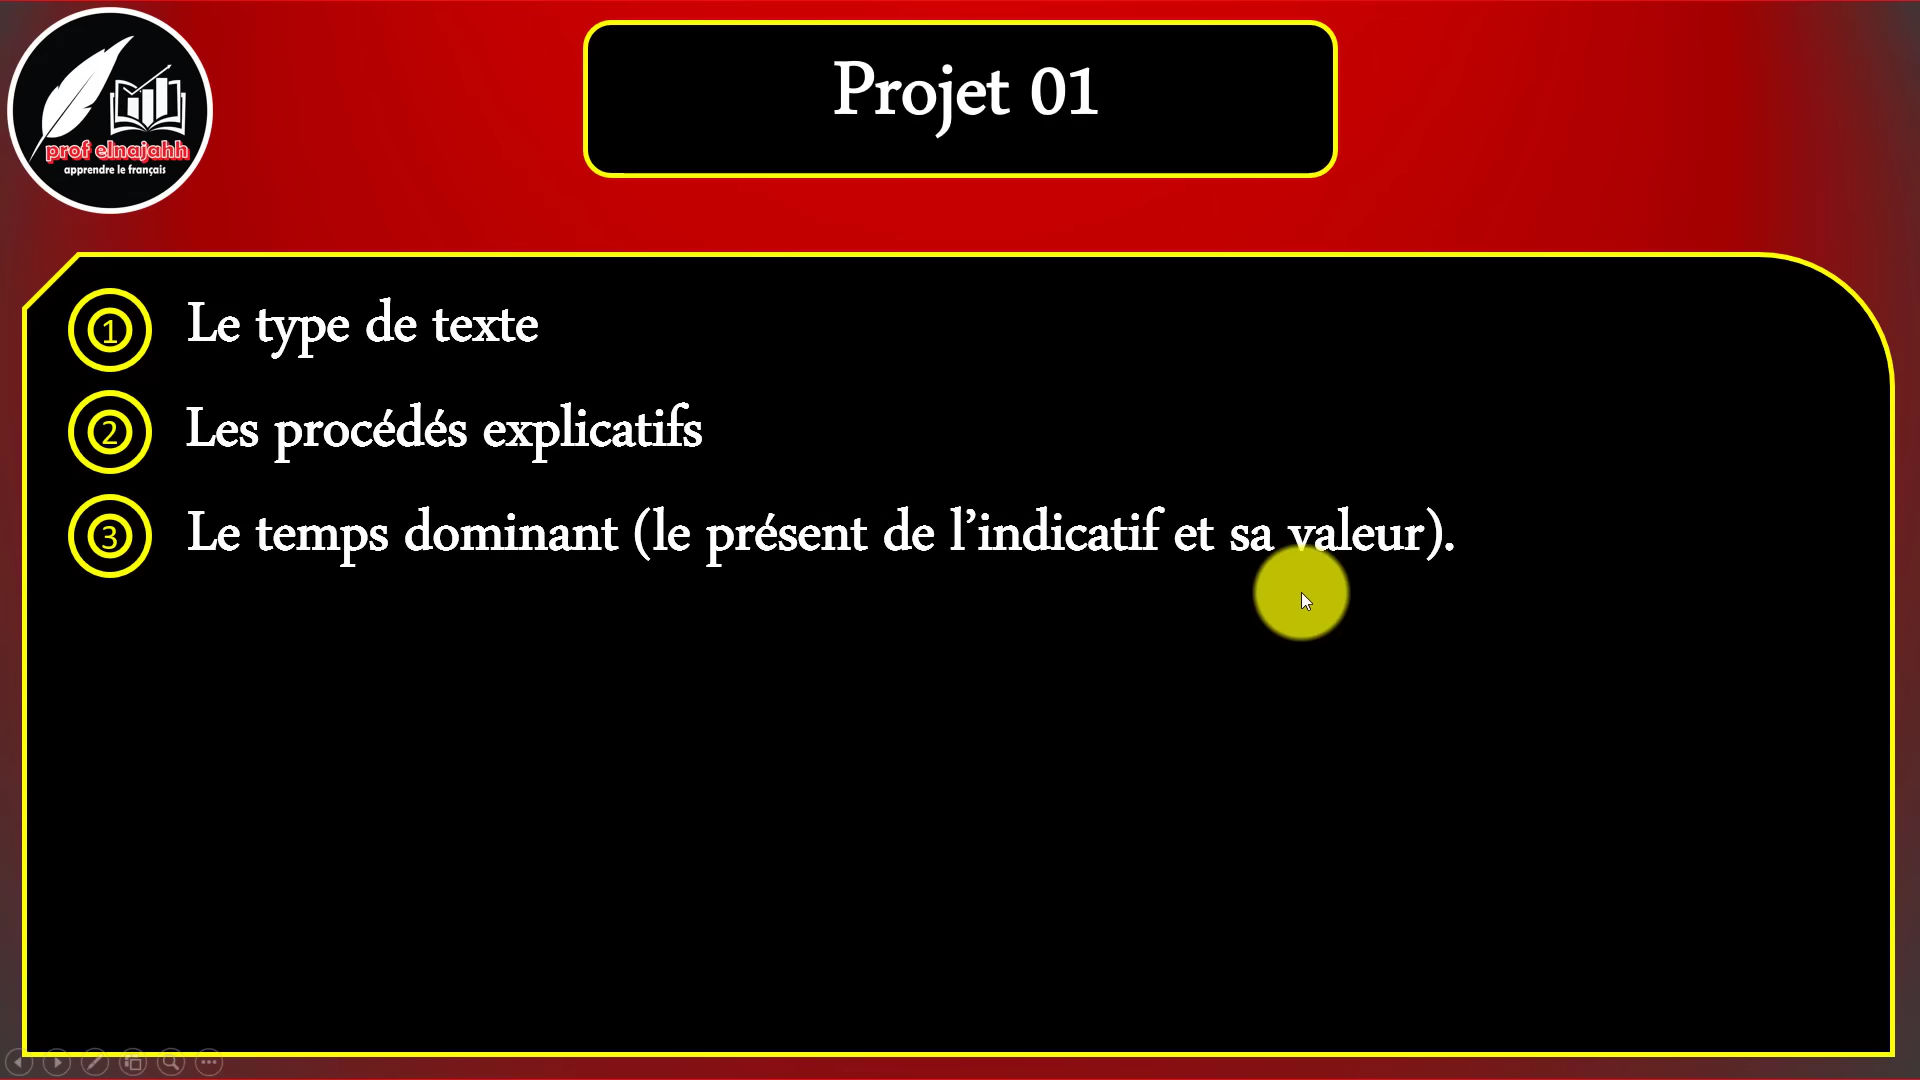 prof elnajahh
apprendre le français
Projet 01
1 Le type de texte
2 Les procédés explicatifs
3 Le temps dominant (le présent de l’indicatif et sa valeur).